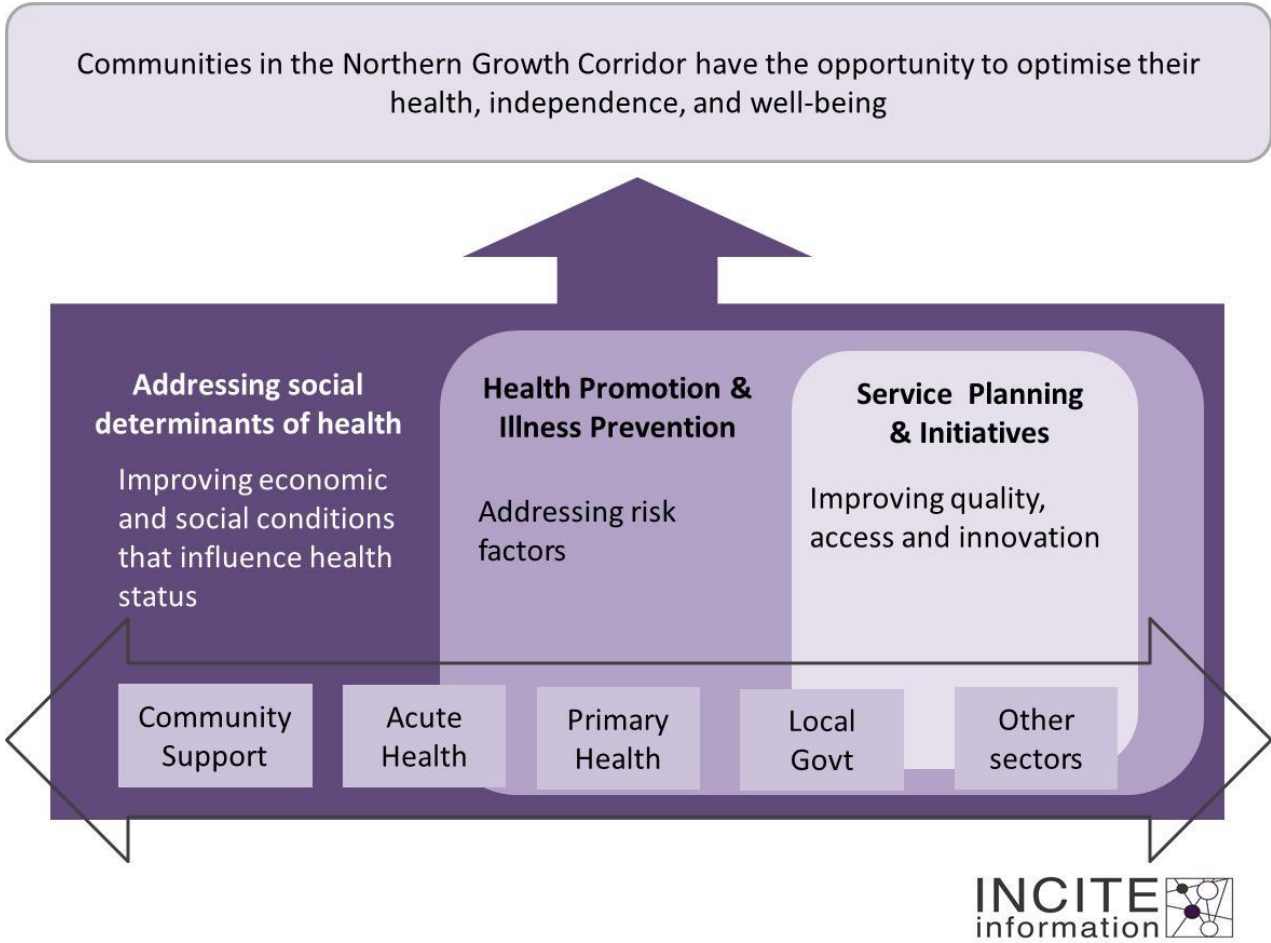 Communities in the Northern Growth Corridor have the opportunity to optimise their
health, independence, and well-being
Addressing social
determinants of health
Improving economic
and social conditions
that influence health
status
Health Promotion &
Illness Prevention
Addressing risk
factors
Service Planning
& Initiatives
Improving quality,
access and innovation
Community
Support
Acute
Health
Primary
Health
Local
Govt
Other
sectors
INCITE
information